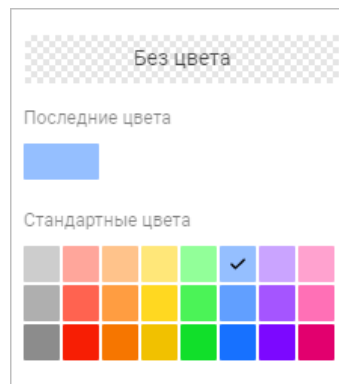 Без цвета
Последние цвета
Стандартные цвета